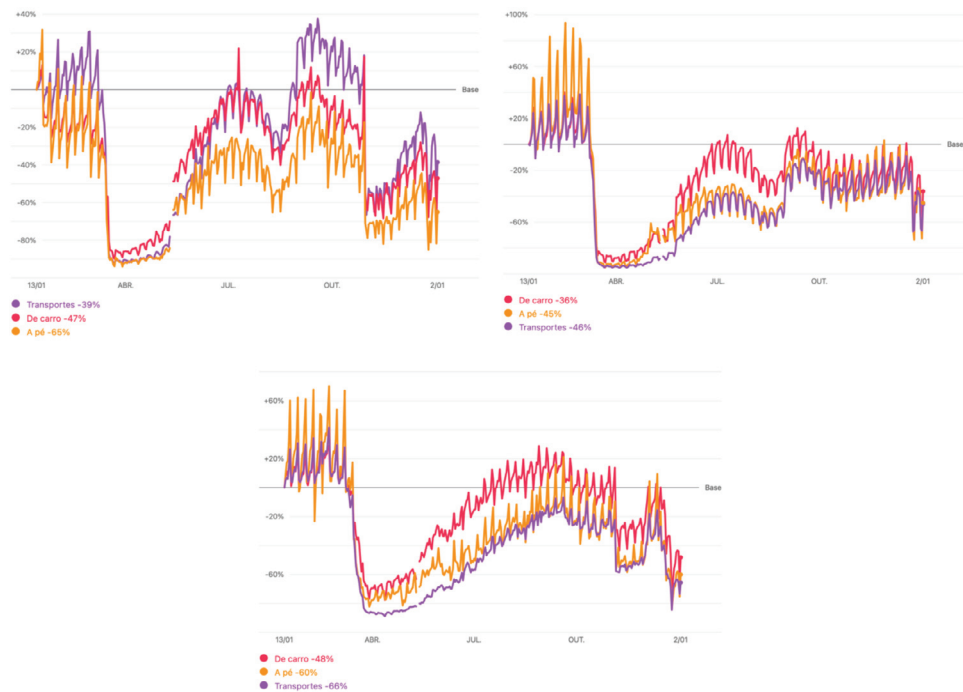 +40%
+20%
Base
-20%
-40%
-60%
-80%
13/01 ABR. JUL. OUT. 2/01
Transportes -39%
De carro -47%
A pé -65%
+100%
+60%
+20%
Base
-20%
-60%
13/01 ABR. JUL. OUT. 2/01
De carro -36%
A pé -45%
Transportes -46%
+60%
+20%
Base
-20%
-60%
13/01 ABR. JUL. OUT. 2/01
De carro -48%
A pé -60%
Transportes -66%